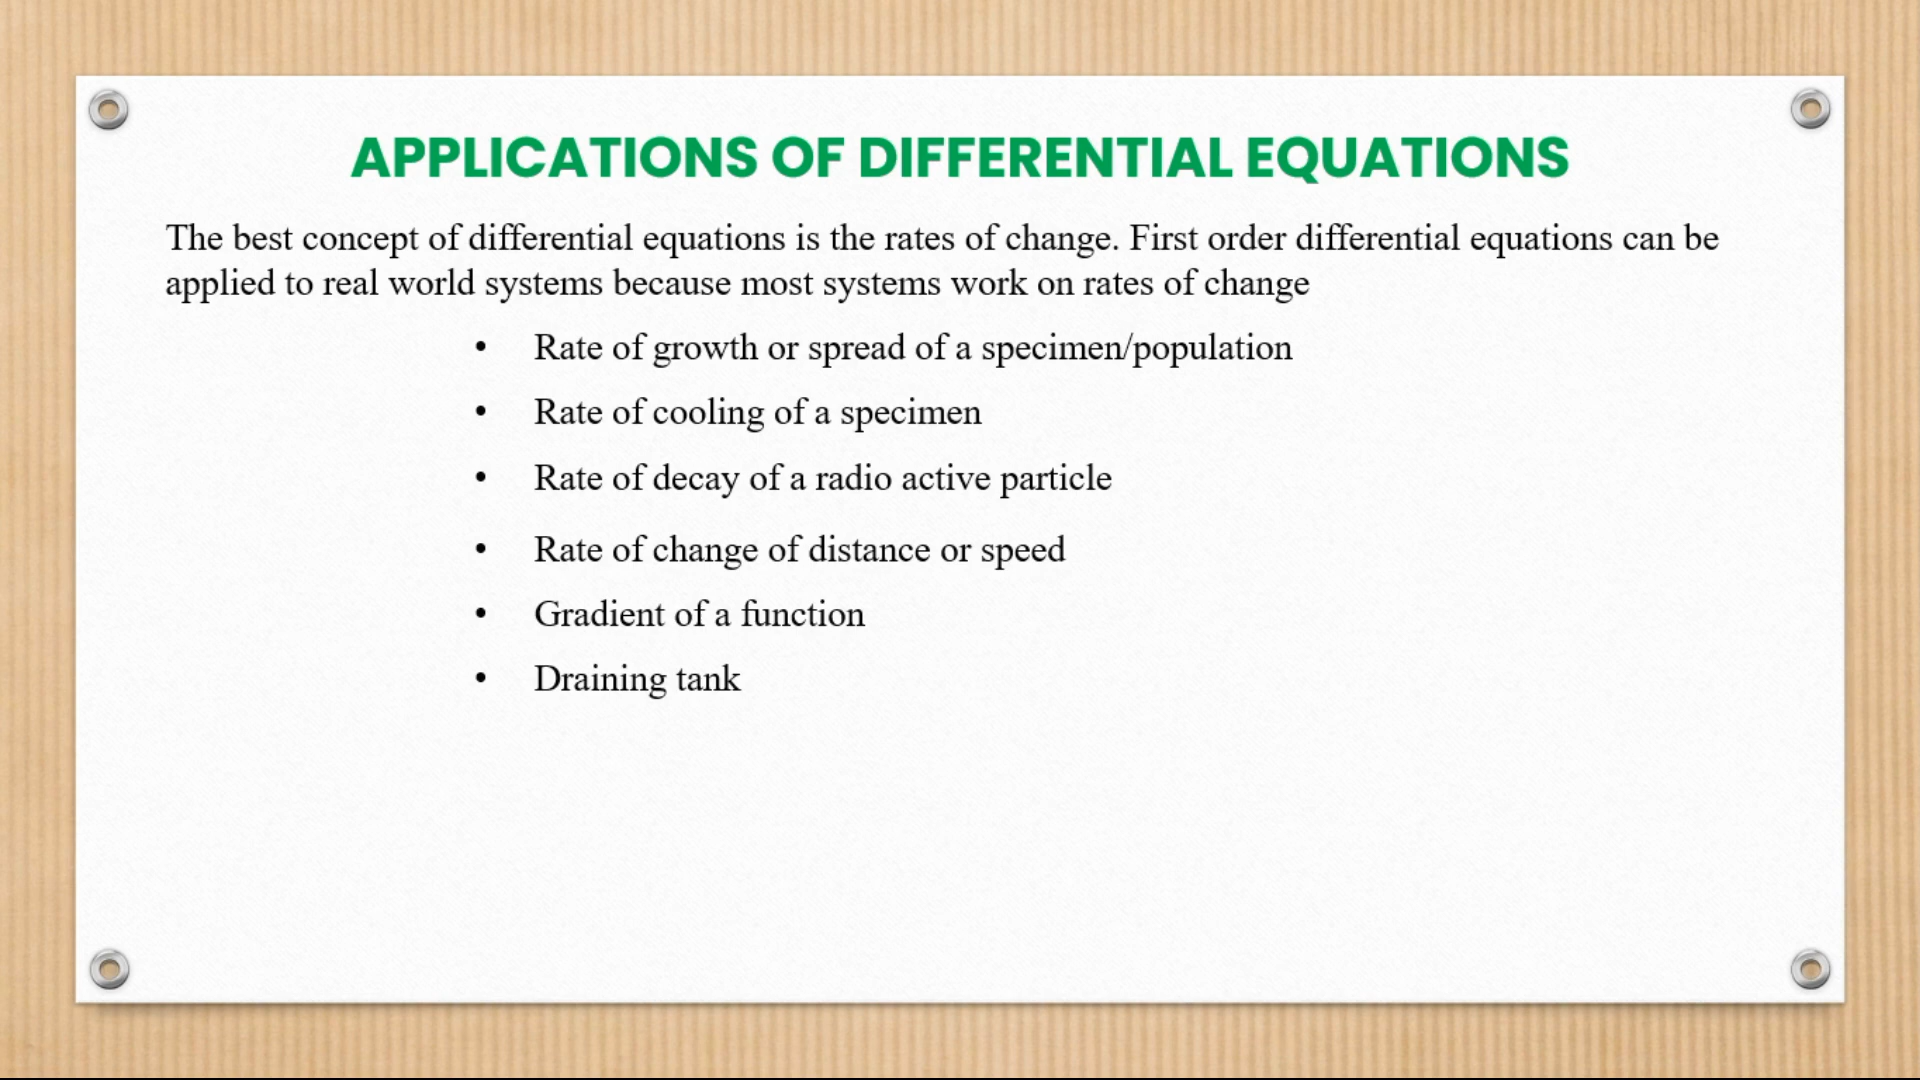 APPLICATIONS OF DIFFERENTIAL EQUATIONS
The best concept of differential equations is the rates of change. First order differential equations can be
applied to real world systems because most systems work on rates of change
• Rate of growth or spread of a specimen/population
• Rate of cooling of a specimen
• Rate of decay of a radio active particle
• Rate of change of distance or speed
• Gradient of a function
• Draining tank